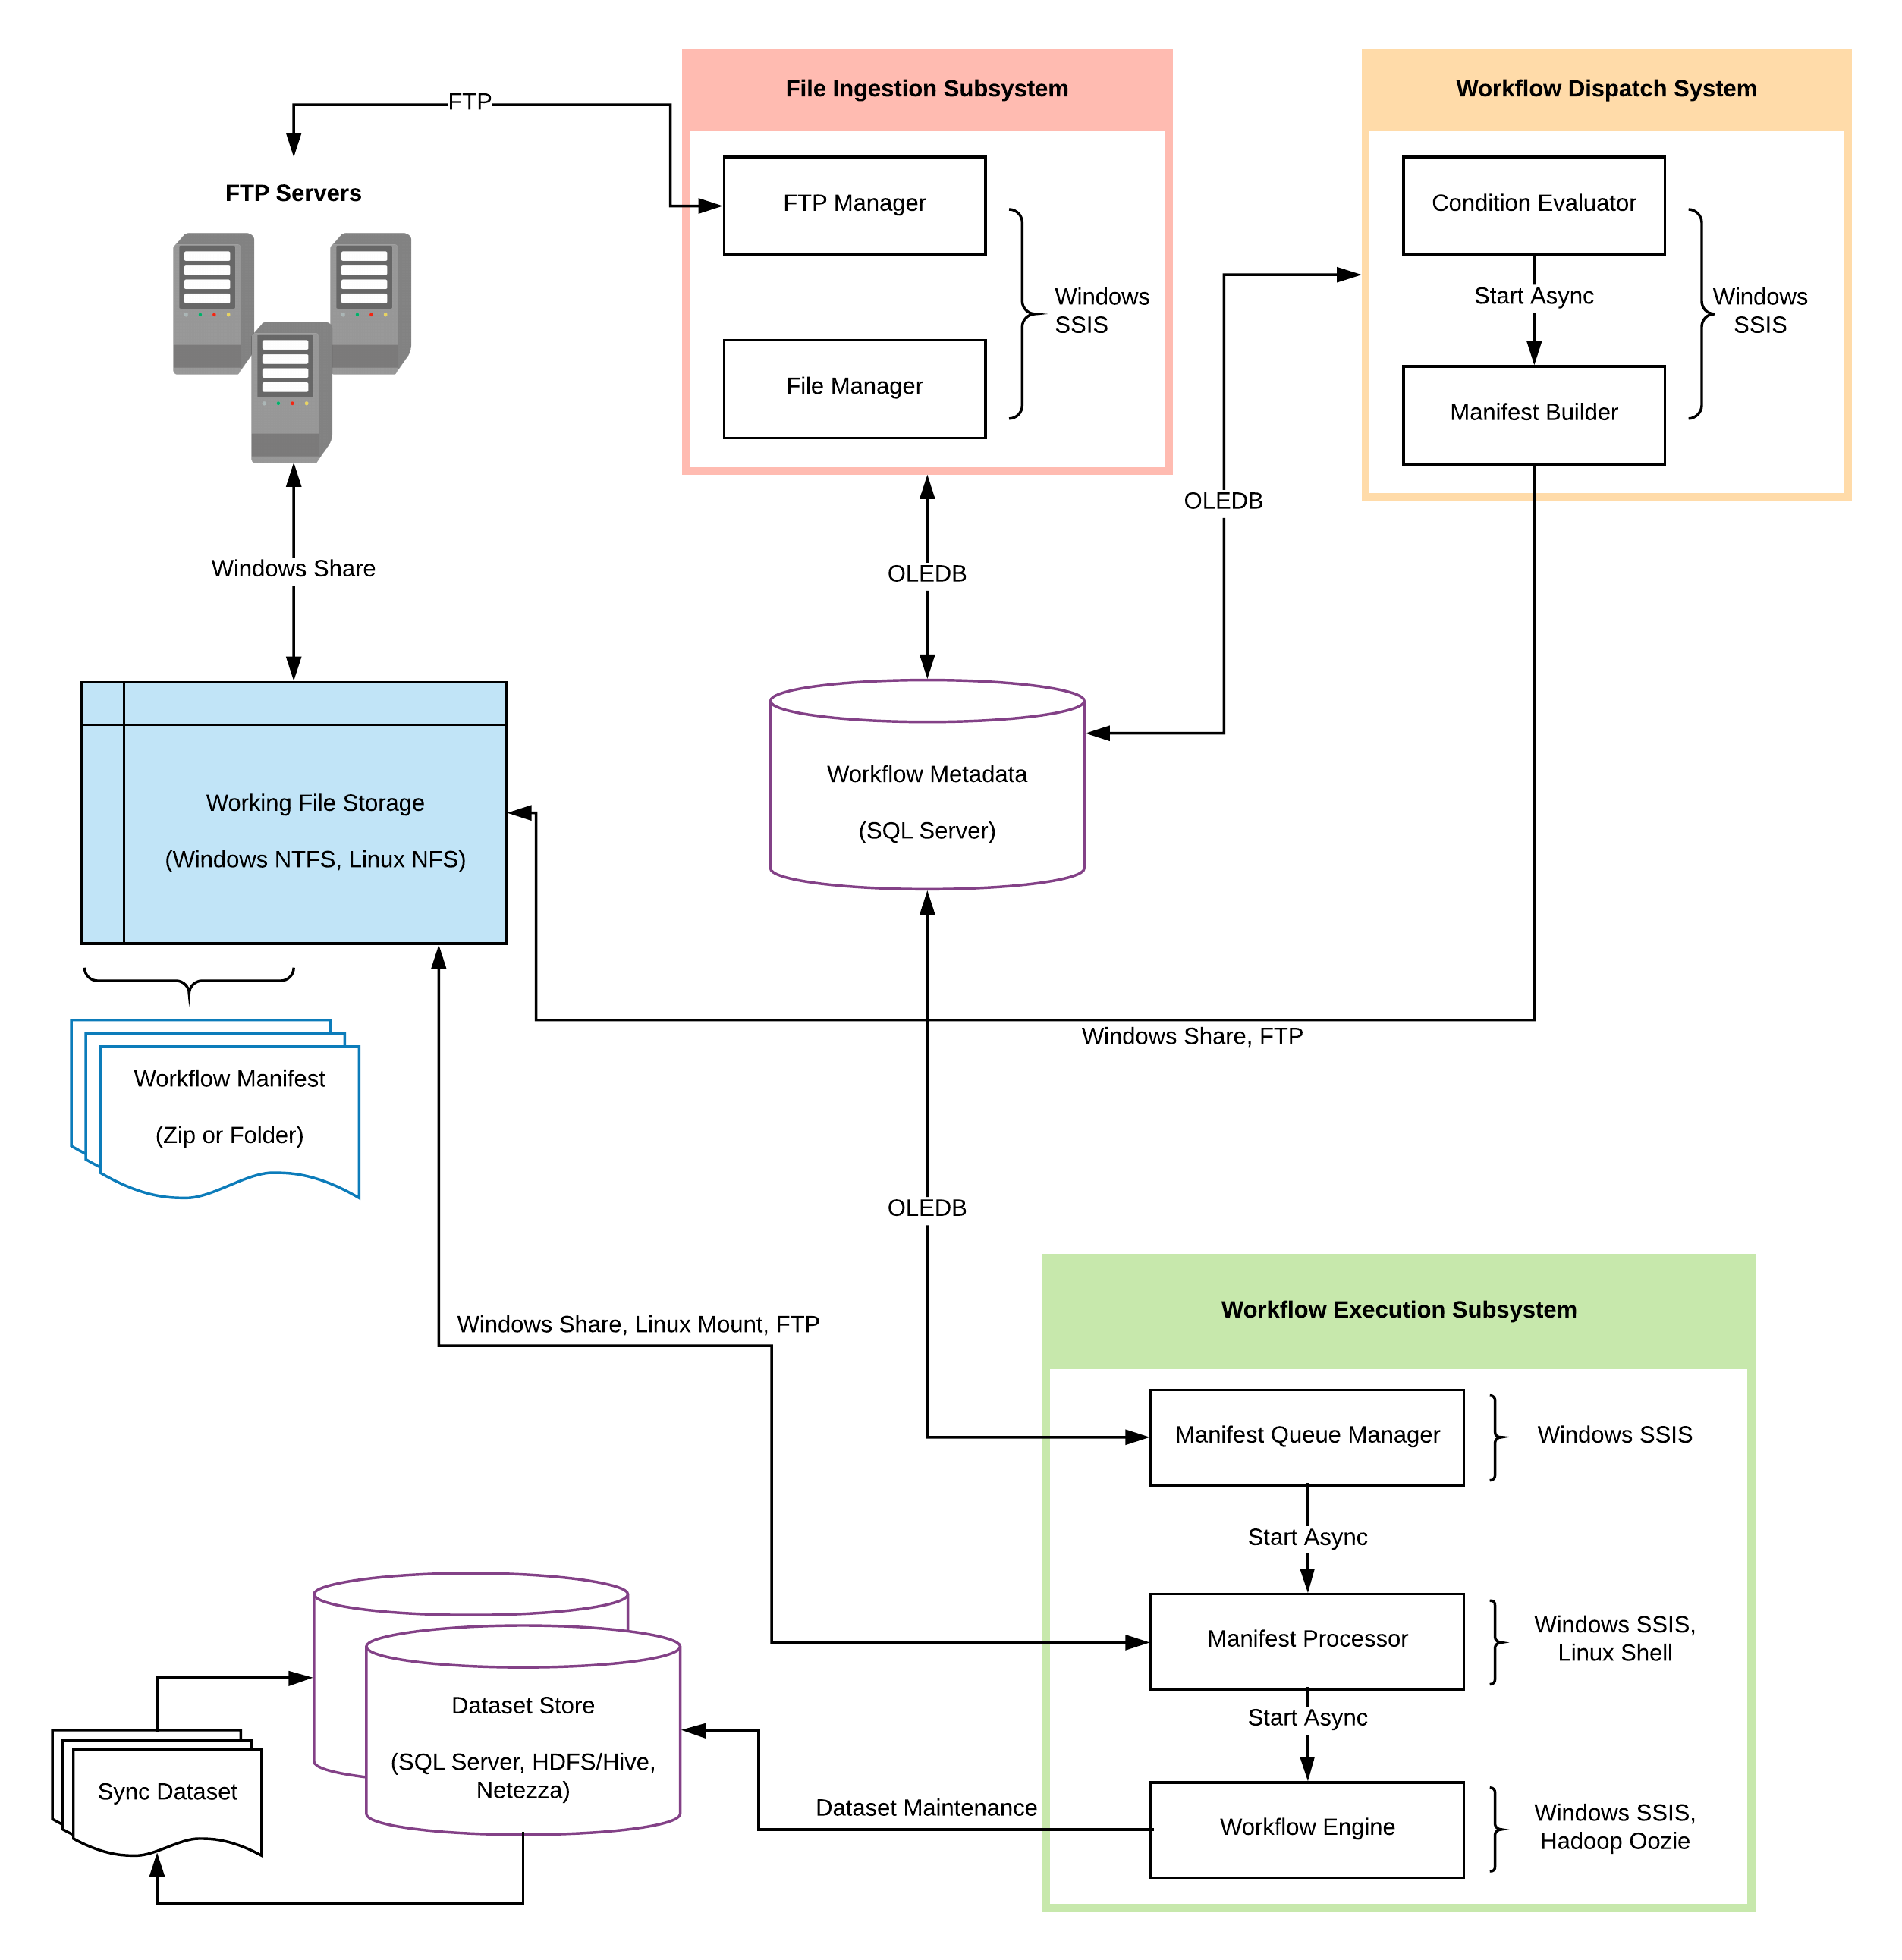 File Ingestion Subsystem
Workflow Dispatch System
FTP
FTP Servers
FTP Manager
Condition Evaluator
Windows
SSIS
Start Async
Windows
SSIS
File Manager
Manifest Builder
OLEDB
Windows Share
OLEDB
Workflow Metadata
(SQL Server)
Working File Storage
(Windows NTFS, Linux NFS)
Windows Share, FTP
Workflow Manifest
(Zip or Folder)
OLEDB
Windows Share, Linux Mount, FTP
Workflow Execution Subsystem
Manifest Queue Manager
Windows SSIS
Start Async
Manifest Processor
Windows SSIS,
Linux Shell
Start Async
Dataset Store
(SQL Server, HDFS/Hive,
Netezza)
Sync Dataset
Dataset Maintenance
Workflow Engine
Windows SSIS,
Hadoop Oozie